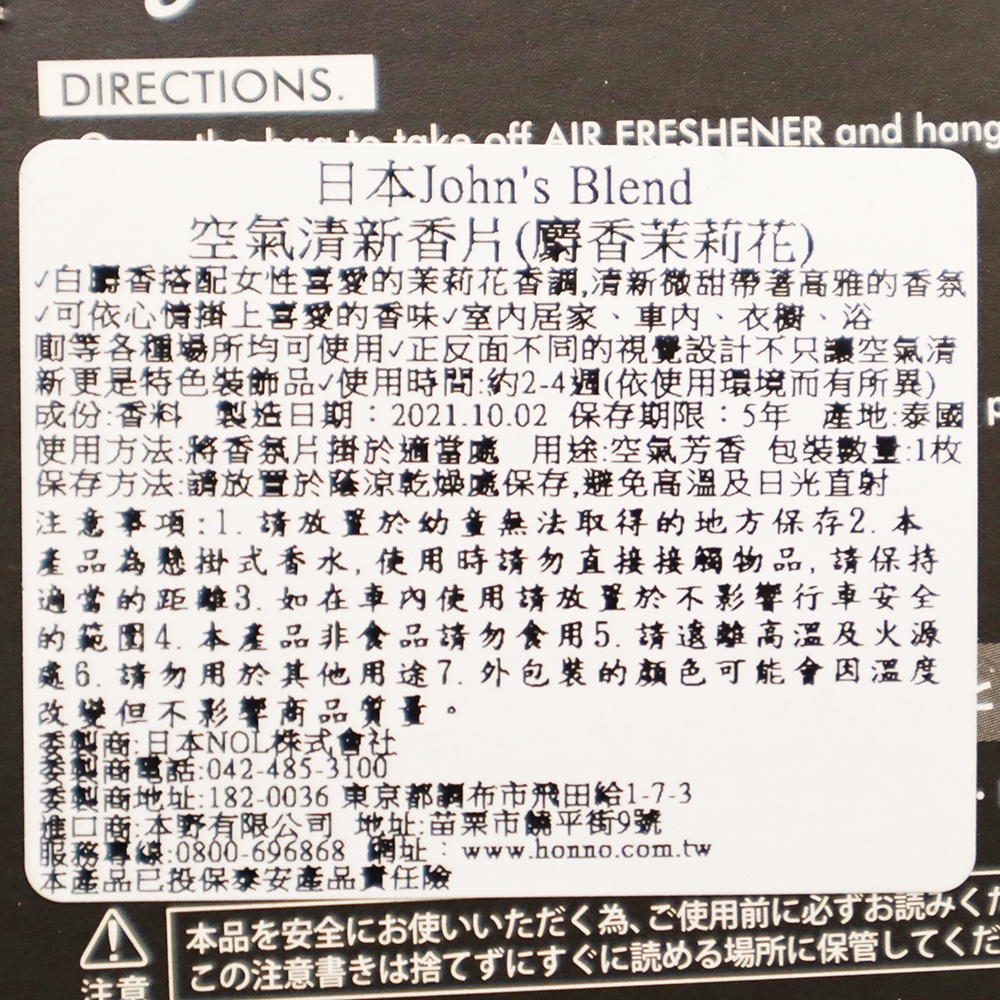 DIRECTIONS.
the bag to take off AIR FRESHENER and hang
日本John's Blend
空氣清新香片(麝香茉莉花)
✓白麝香搭配女性喜愛的茉莉花香調,清新微甜帶著高雅的香氛
✓可依心情掛上喜愛的香味✓室內居家、車內、衣櫥、浴
廁等各種場所均可使用✓正反面不同的視覺設計不只讓空氣清
新更是特色裝飾品✓使用時間:約2-4週(依使用環境而有所異)
成份:香料 製造日期：2021.10.02 保存期限：5年 產地:泰國
使用方法:將香氛片掛於適當處 用途:空氣芳香 包裝數量:1枚
保存方法:請放置於蔭涼乾燥處保存,避免高溫及日光直射
注意事項:1. 請放置於幼童無法取得的地方保存2. 本
產品為懸掛式香水, 使用時請勿直接接觸物品, 請保持
適當的距離3. 如在車內使用請放置於不影響行車安全
的範圍4. 本產品非食品請勿食用5. 請遠離高溫及火源
處6. 請勿用於其他用途7. 外包裝的顏色可能會因溫度
改變但不影響商品質量。
委製商:日本NOL株式會社
委製商電話:042-485-3100
委製商地址:182-0036 東京都調布市飛田給1-7-3
進口商:本野有限公司 地址:苗栗市饒平街9號
服務專線:0800-696868 網址：www.honno.com.tw
本產品已投保泰安產品責任險
注意
本品を安全にお使いいただく為、ご使用前に必ずお読みくだ
この注意書きは捨てずにすぐに読める場所に保管してくだ